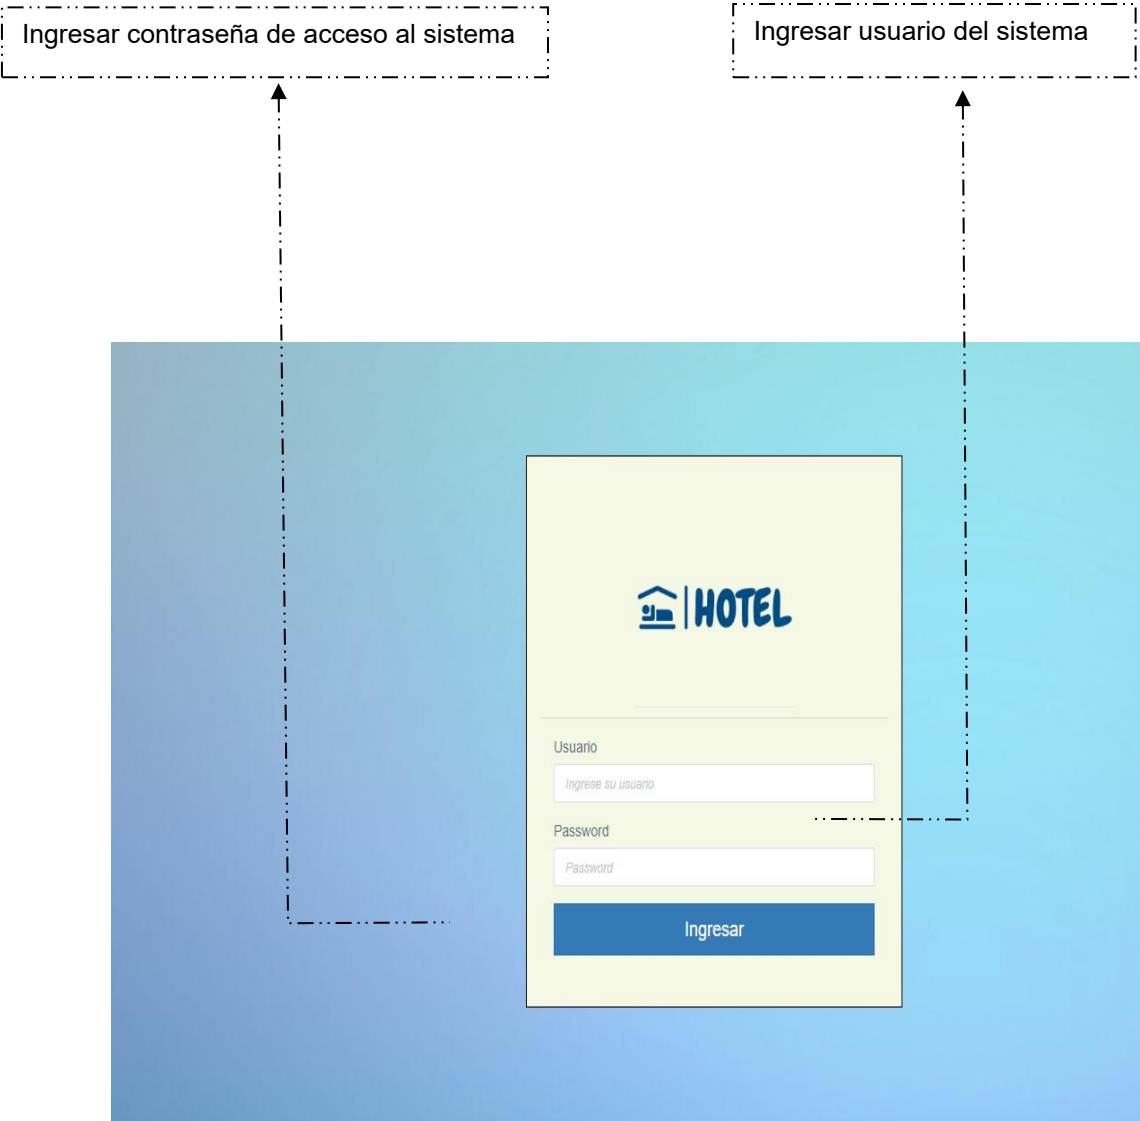 Ingresar contraseña de acceso al sistema
Ingresar usuario del sistema
HOTEL
Usuario
Ingrese su usuario
Password
Password
Ingresar